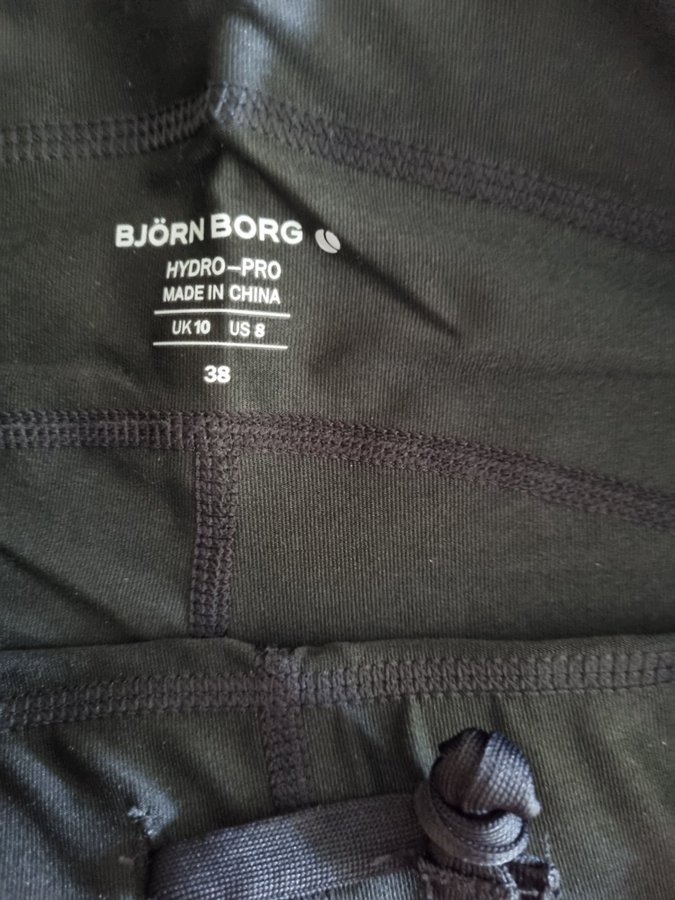 BJÖRN BORG
HYDRO-PRO
MADE IN CHINA
UK 10 US 8
38